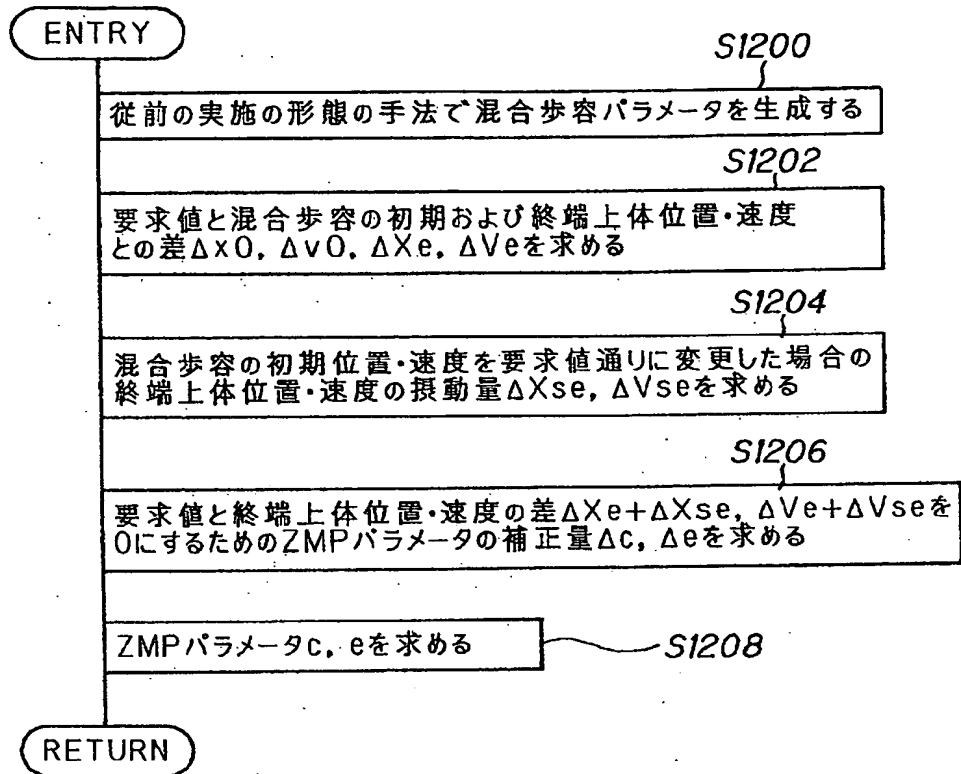 ENTRY
S1200
従前の実施の形態の手法で混合歩容パラメータを生成する
S1202
要求値と混合歩容の初期および終端上体位置・速度
との差Δx0, Δv0, ΔXe, ΔVeを求める
S1204
混合歩容の初期位置・速度を要求値通りに変更した場合の
終端上体位置・速度の摂動量ΔXse, ΔVseを求める
S1206
要求値と終端上体位置・速度の差ΔXe+ΔXse, ΔVe+ΔVseを
0にするためのZMPパラメータの補正量Δc, Δeを求める
ZMPパラメータc, eを求める
S1208
RETURN